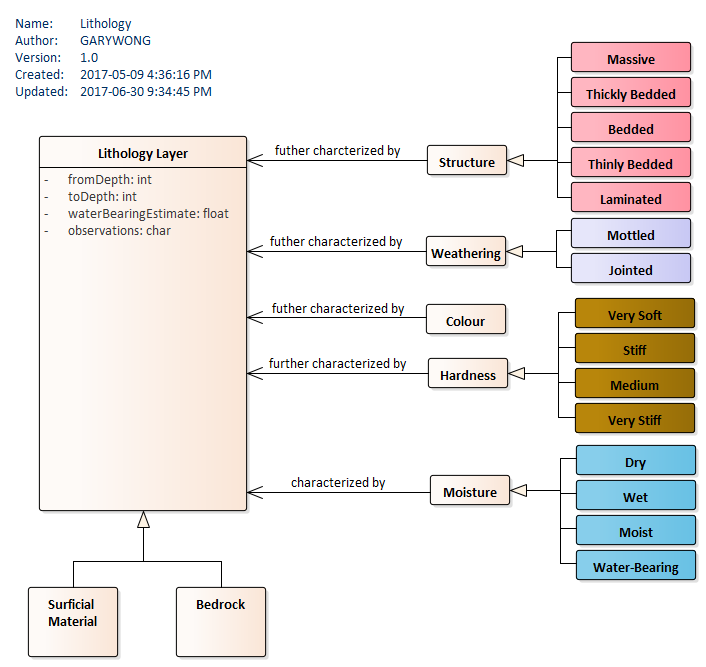 Name: Lithology
Author: GARYWONG
Version: 1.0
Created: 2017-05-09 4:36:16 PM
Updated: 2017-06-30 9:34:45 PM
Lithology Layer
- fromDepth: int
- toDepth: int
- waterBearingEstimate: float
- observations: char
futher charcterized by
Structure
Massive
Thickly Bedded
Bedded
Thinly Bedded
Laminated
futher characterized by
Weathering
Mottled
Jointed
futher characterized by
Colour
further characterized by
Hardness
Very Soft
Stiff
Medium
Very Stiff
characterized by
Moisture
Dry
Wet
Moist
Water-Bearing
Surficial
Material
Bedrock